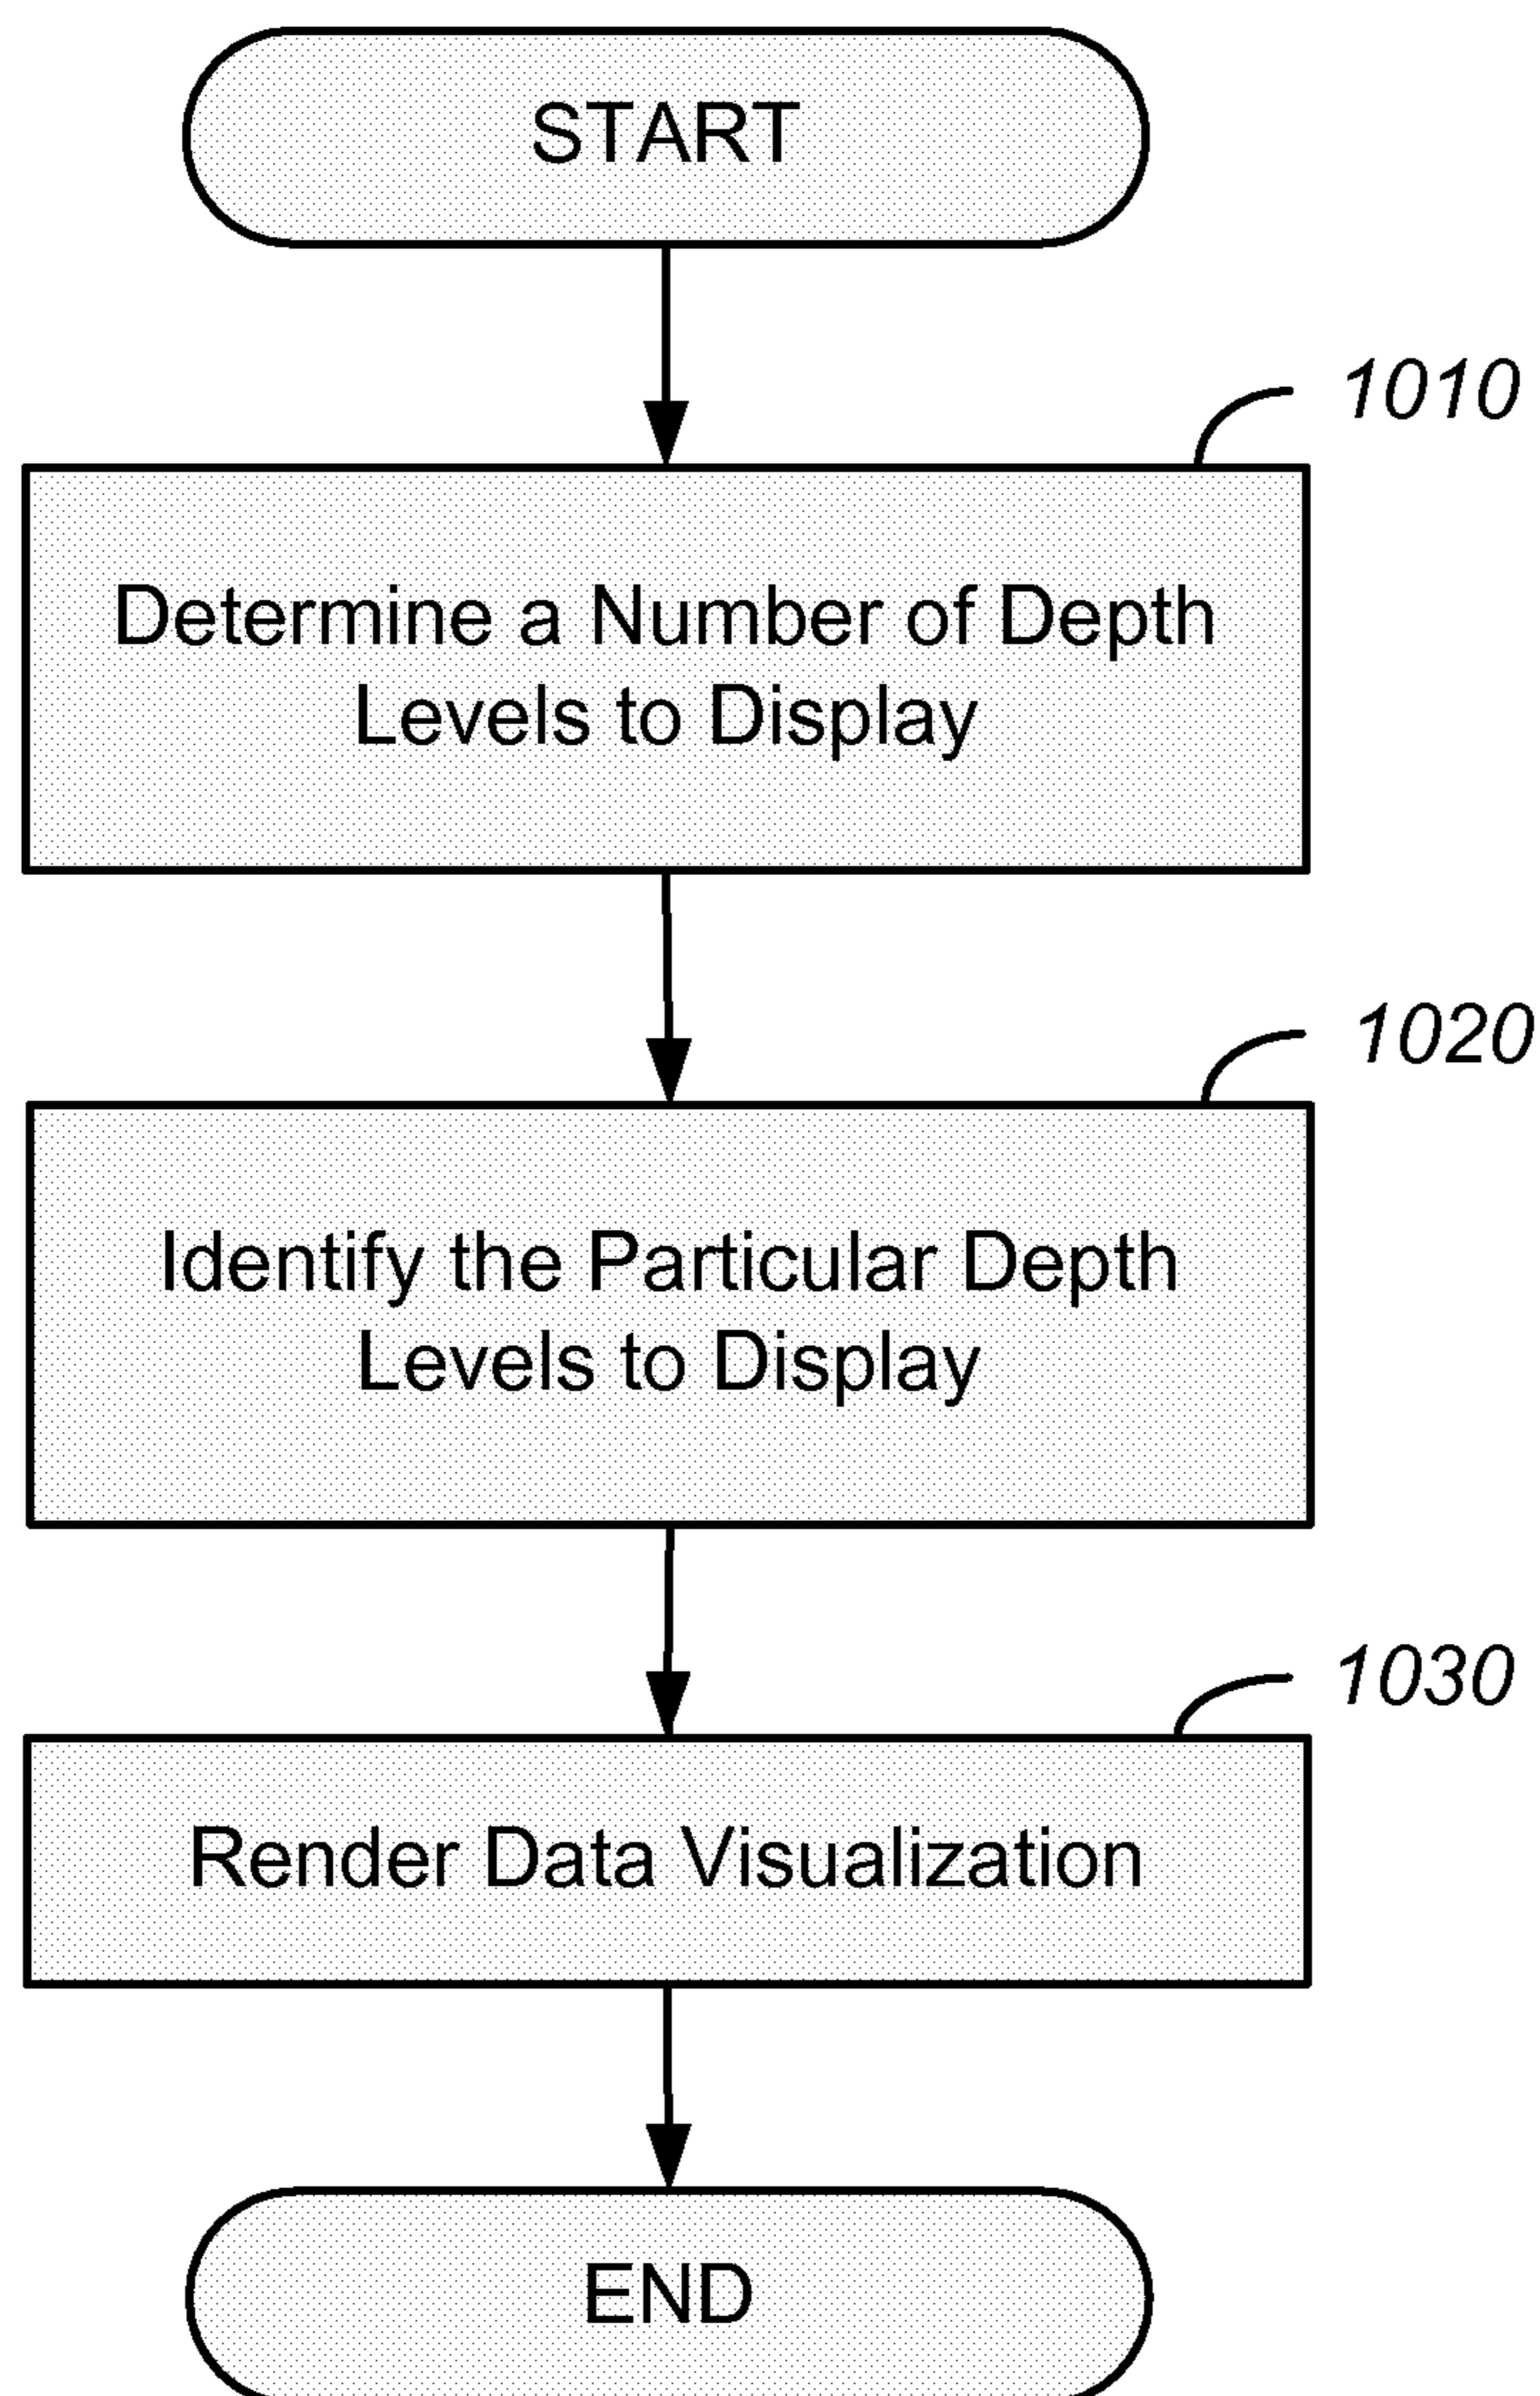 START
1010
Determine a Number of Depth
Levels to Display
1020
Identify the Particular Depth
Levels to Display
1030
Render Data Visualization
END